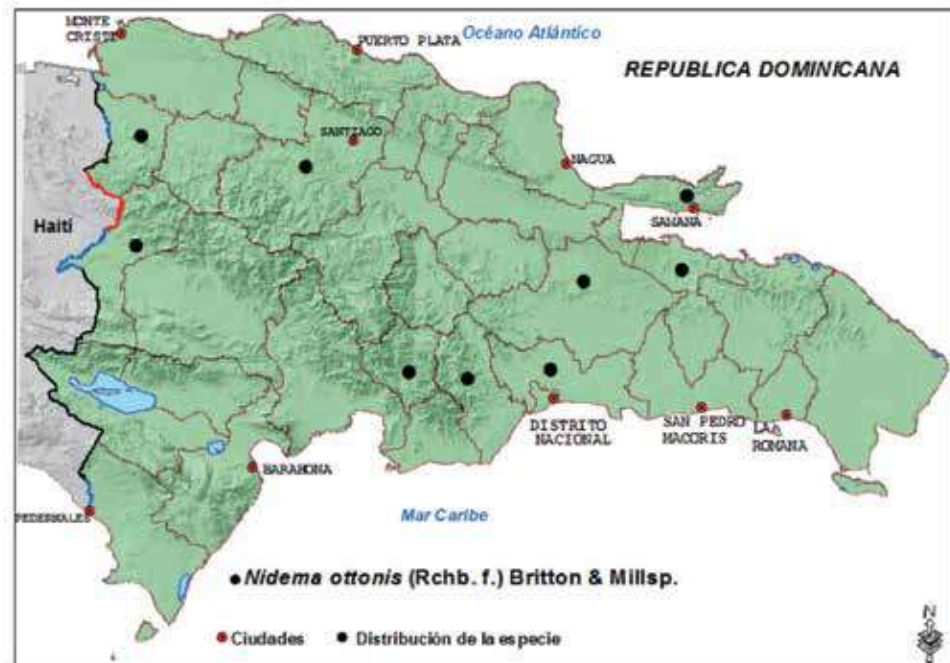 MONTE
CRISTI
PUERTO PLATA
Océano Atlántico
REPUBLICA DOMINICANA
SANTIAGO
NAGUA
SAMANA
Haití
DISTRITO
NACIONAL
SAN PEDRO
MACORIS
LA
ROMANA
BARAHONA
PEDERNALES
Mar Caribe
Nidema ottonis (Rchb. f.) Britton & Millsp.
Ciudades
Distribución de la especie
N